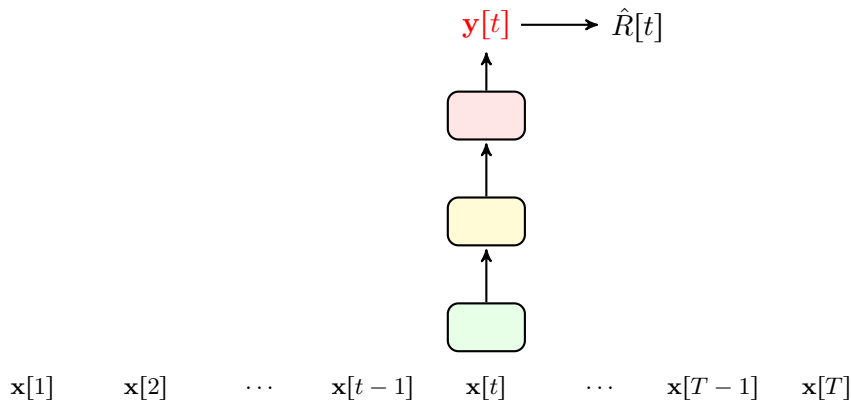 y[t] R̂[t]
x[1] x[2] ⋯ x[t − 1] x[t] ⋯ x[T − 1] x[T]